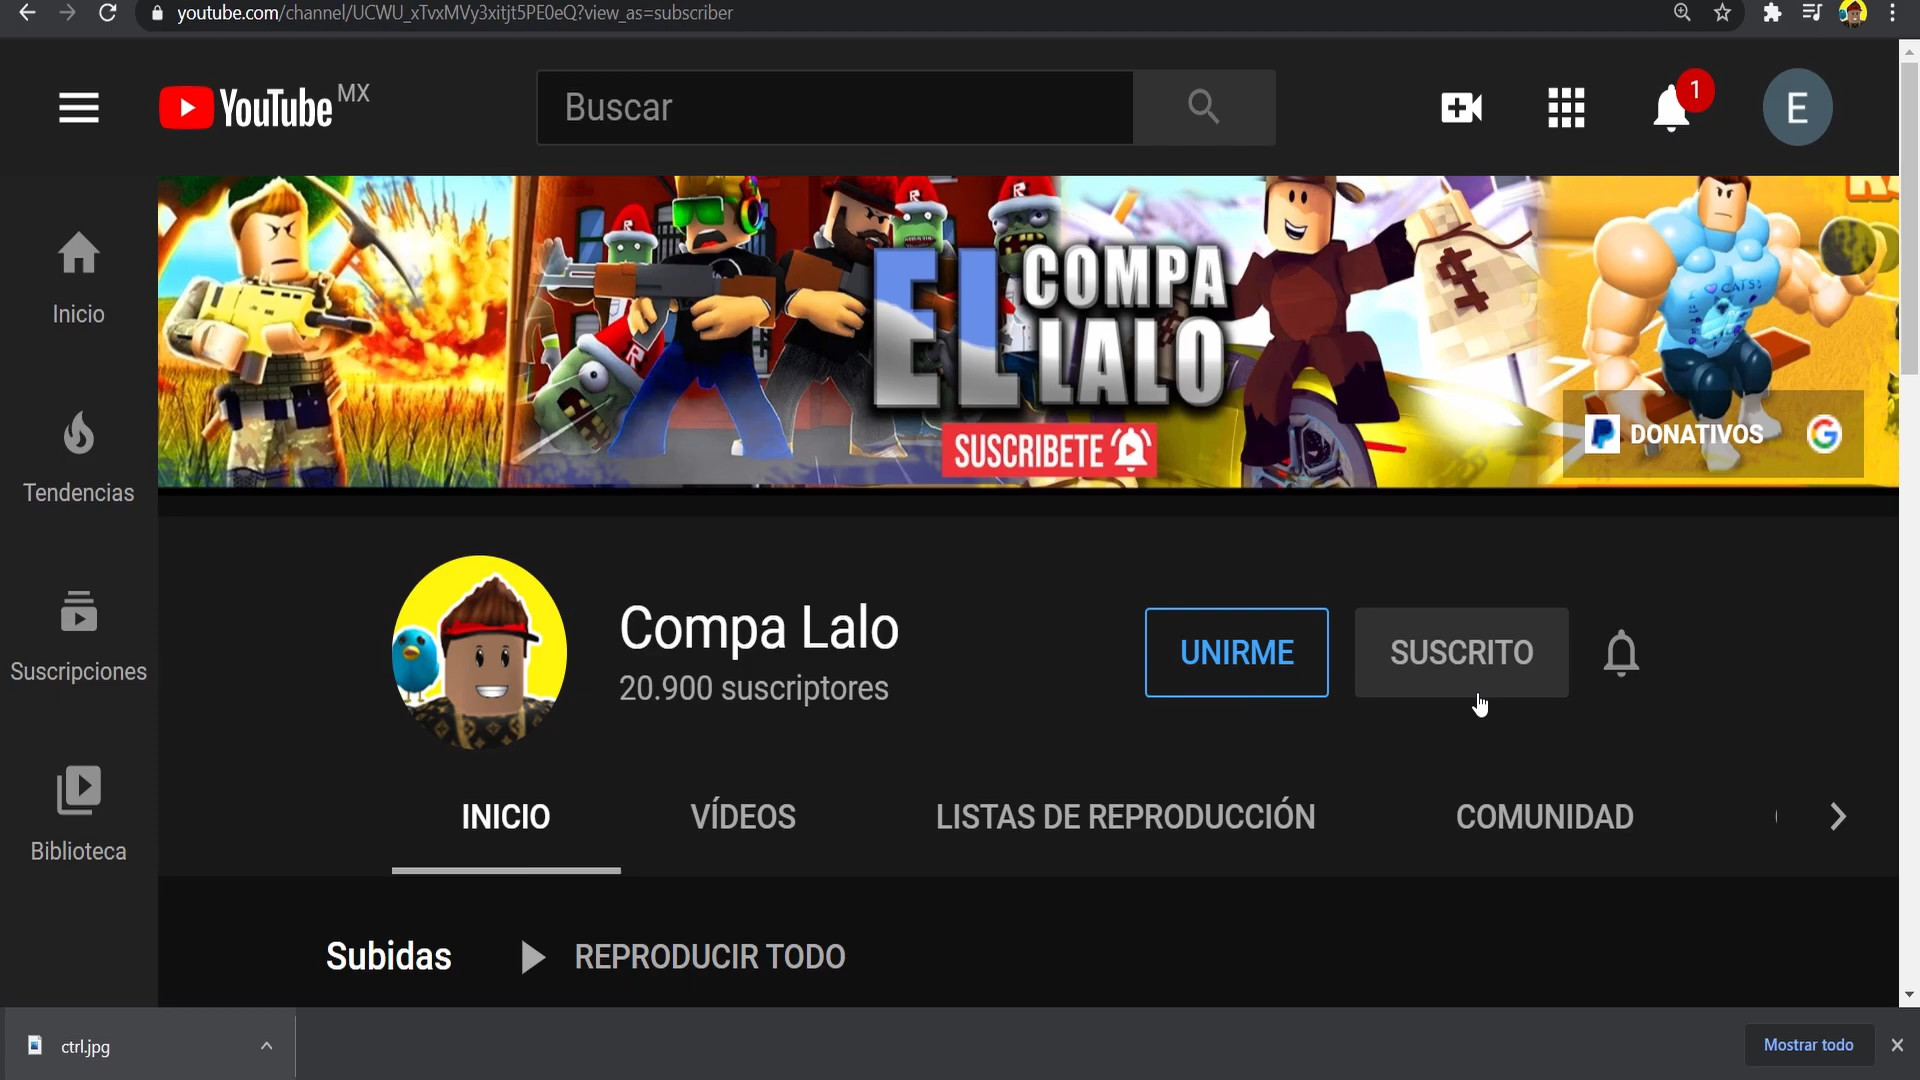 youtube.com/channel/UCWU_xTvxMVy3xitjt5PE0eQ?view_as=subscriber
YouTube MX
Buscar
1
E
Inicio
Tendencias
Suscripciones
Biblioteca
EL COMPA LALO
SUSCRIBETE
CATS!
DONATIVOS
Compa Lalo
20.900 suscriptores
UNIRME
SUSCRITO
INICIO
VÍDEOS
LISTAS DE REPRODUCCIÓN
COMUNIDAD
Subidas
REPRODUCIR TODO
ctrl.jpg
Mostrar todo